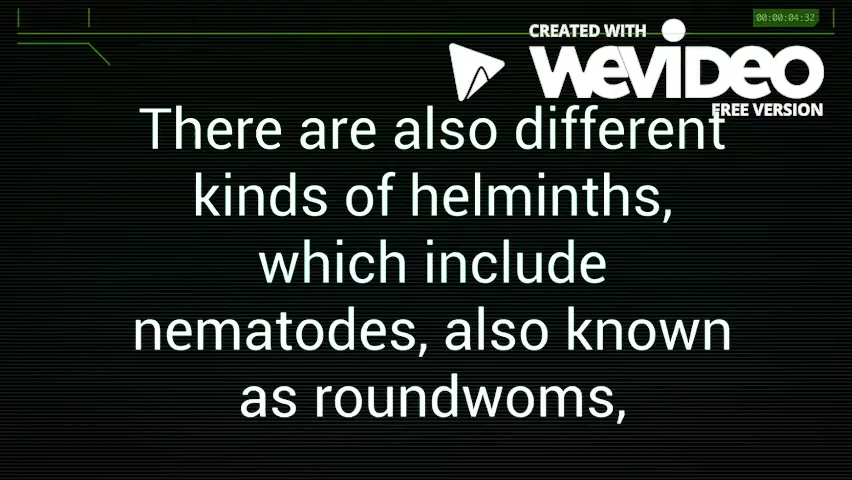 00:00:04:32
CREATED WITH
WEVIDEO
FREE VERSION
There are also different
kinds of helminths,
which include
nematodes, also known
as roundwoms,